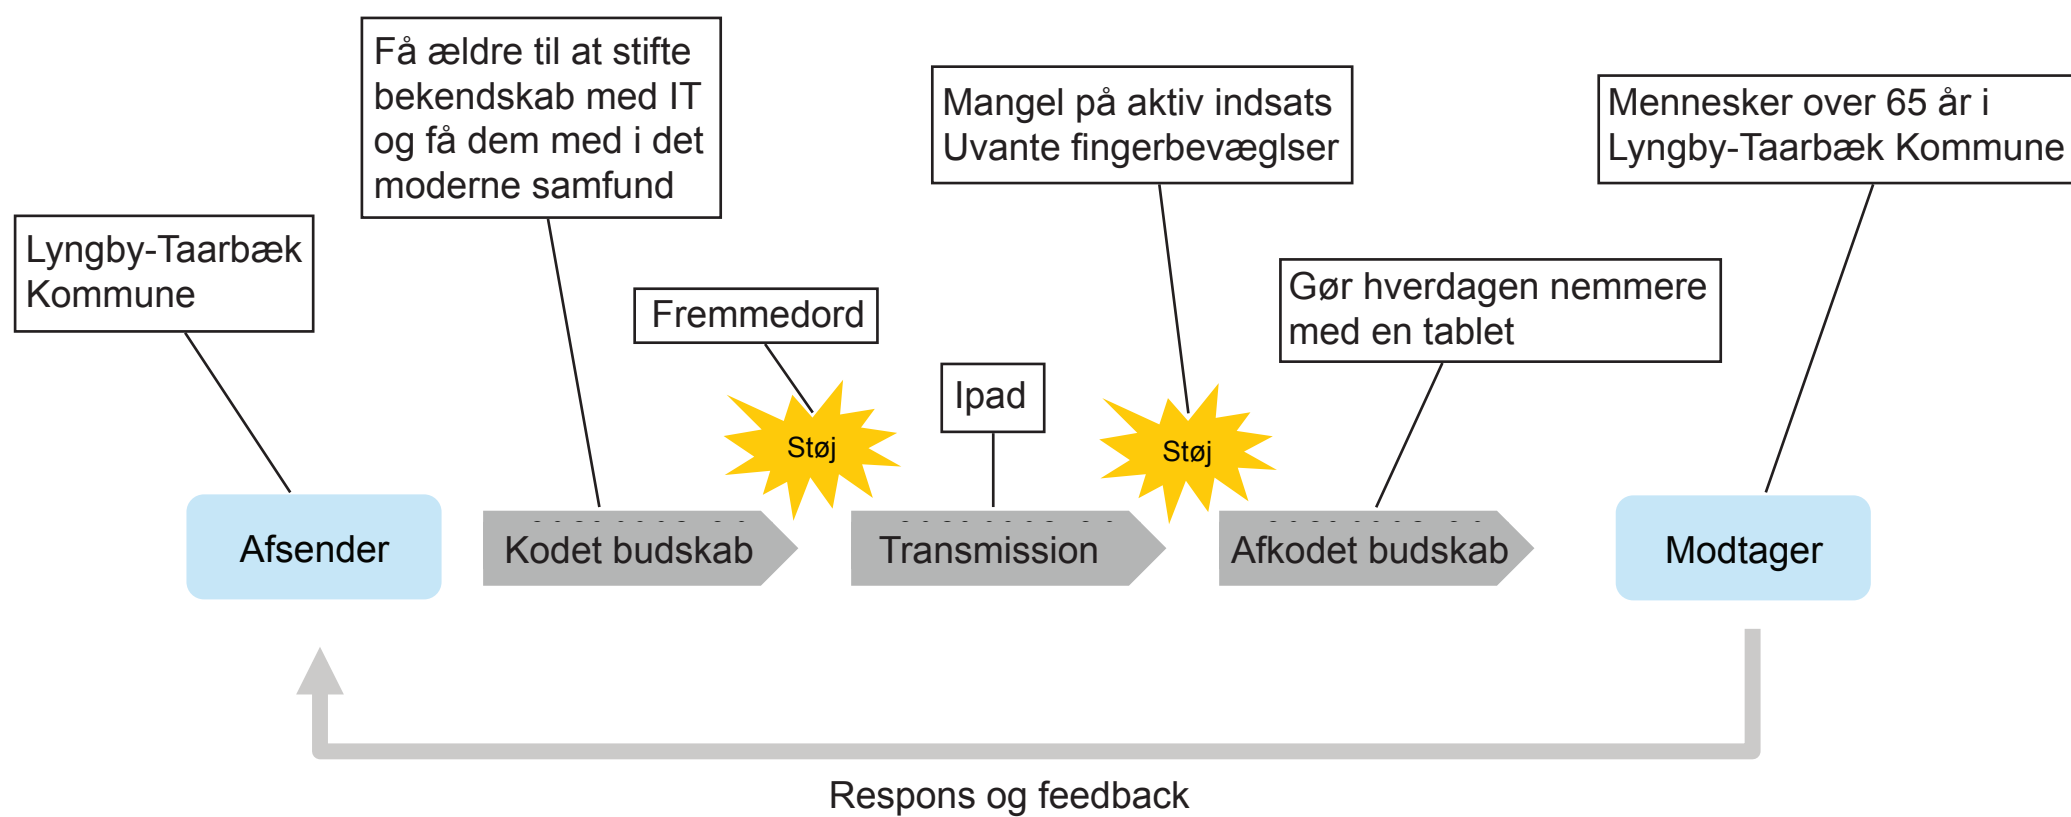 Få ældre til at stifte
bekendskab med IT
og få dem med i det
moderne samfund
Mangel på aktiv indsats
Uvante fingerbevæglser
Mennesker over 65 år i
Lyngby-Taarbæk Kommune
Lyngby-Taarbæk
Kommune
Fremmedord
Gør hverdagen nemmere
med en tablet
Ipad
Støj
Støj
Afsender
Kodet budskab
Transmission
Afkodet budskab
Modtager
Respons og feedback